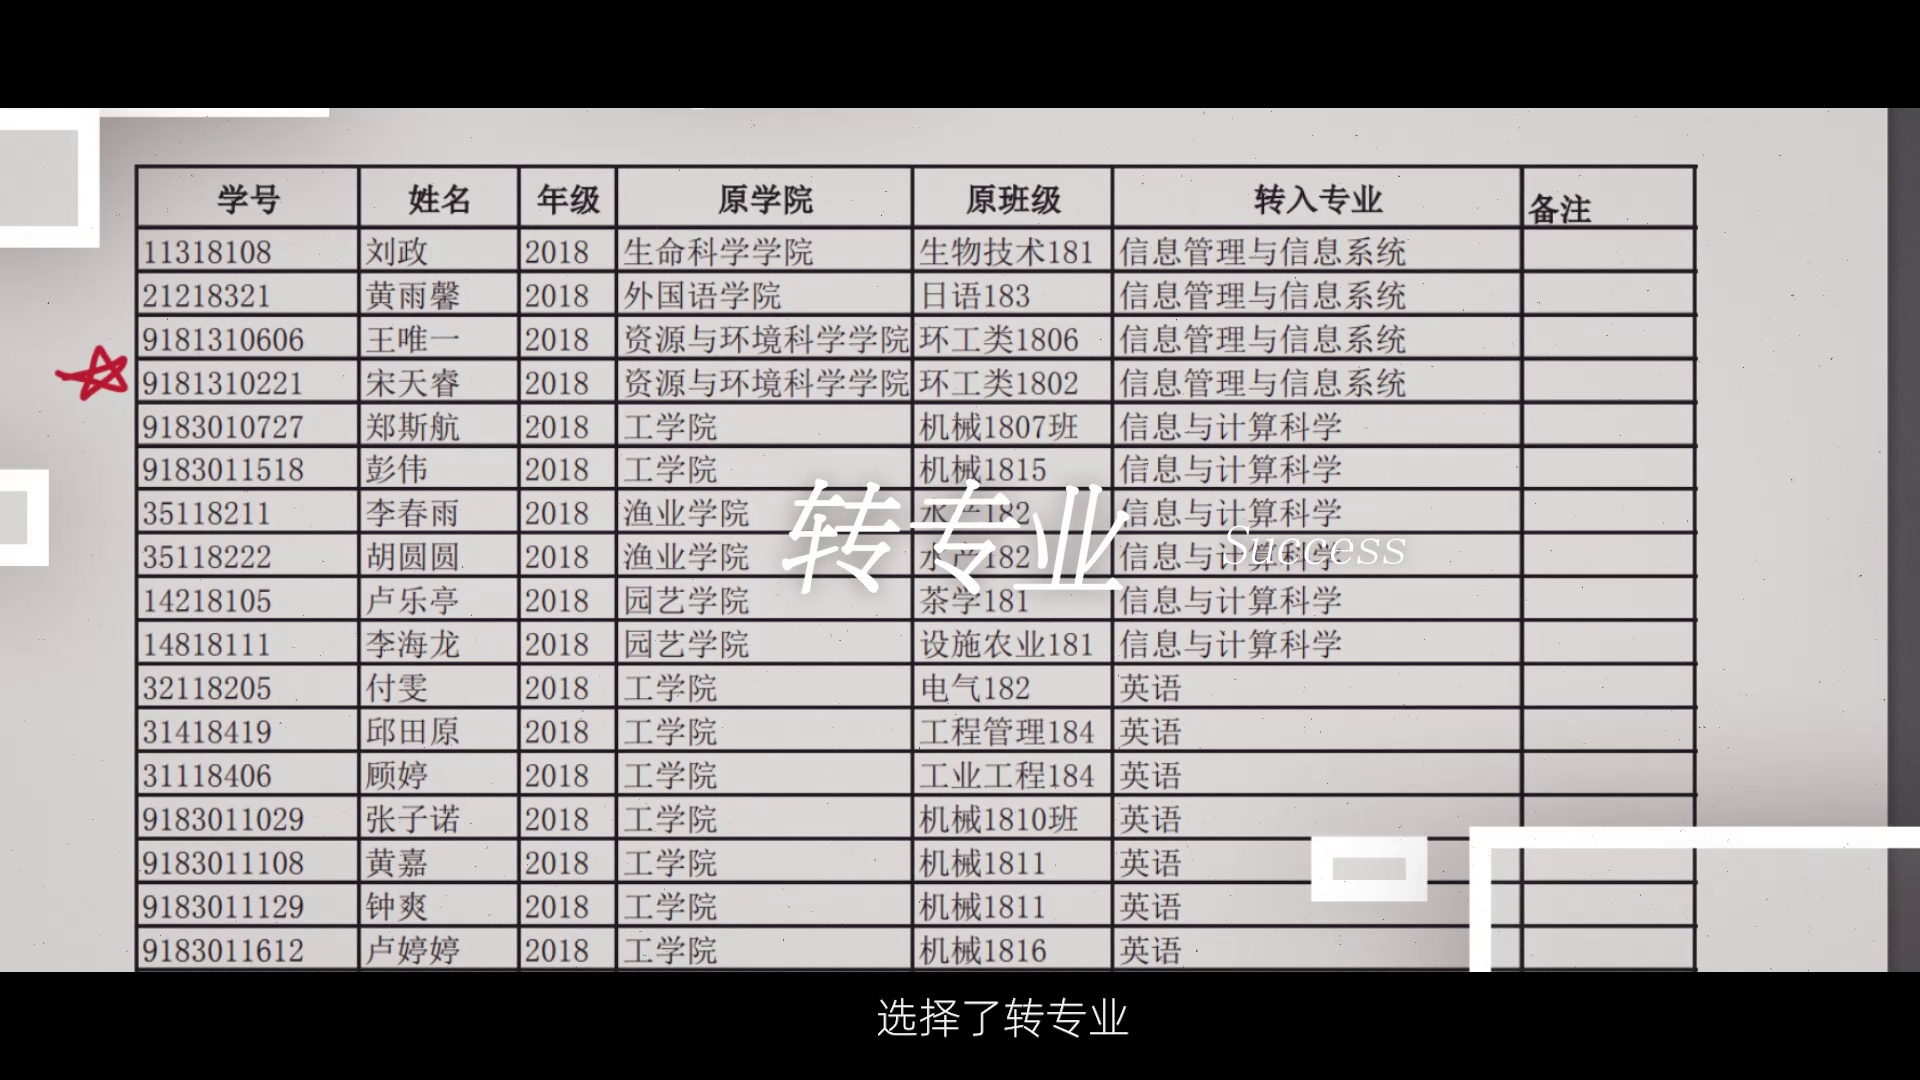 学号 姓名 年级 原学院 原班级 转入专业 备注
11318108 刘政 2018 生命科学学院 生物技术181 信息管理与信息系统
21218321 黄雨馨 2018 外国语学院 日语183 信息管理与信息系统
9181310606 王唯一 2018 资源与环境科学学院 环工类1806 信息管理与信息系统
9181310221 宋天睿 2018 资源与环境科学学院 环工类1802 信息管理与信息系统
9183010727 郑斯航 2018 工学院 机械1807班 信息与计算科学
9183011518 彭伟 2018 工学院 机械1815 信息与计算科学
35118211 李春雨 2018 渔业学院 水产182 信息与计算科学
35118222 胡圆圆 2018 渔业学院 水产182 信息与计算科学
转专业 Success
14218105 卢乐亭 2018 园艺学院 茶学181 信息与计算科学
14818111 李海龙 2018 园艺学院 设施农业181 信息与计算科学
32118205 付雯 2018 工学院 电气182 英语
31418419 邱田原 2018 工学院 工程管理184 英语
31118406 顾婷 2018 工学院 工业工程184 英语
9183011029 张子诺 2018 工学院 机械1810班 英语
9183011108 黄嘉 2018 工学院 机械1811 英语
9183011129 钟爽 2018 工学院 机械1811 英语
9183011612 卢婷婷 2018 工学院 机械1816 英语
选择了转专业